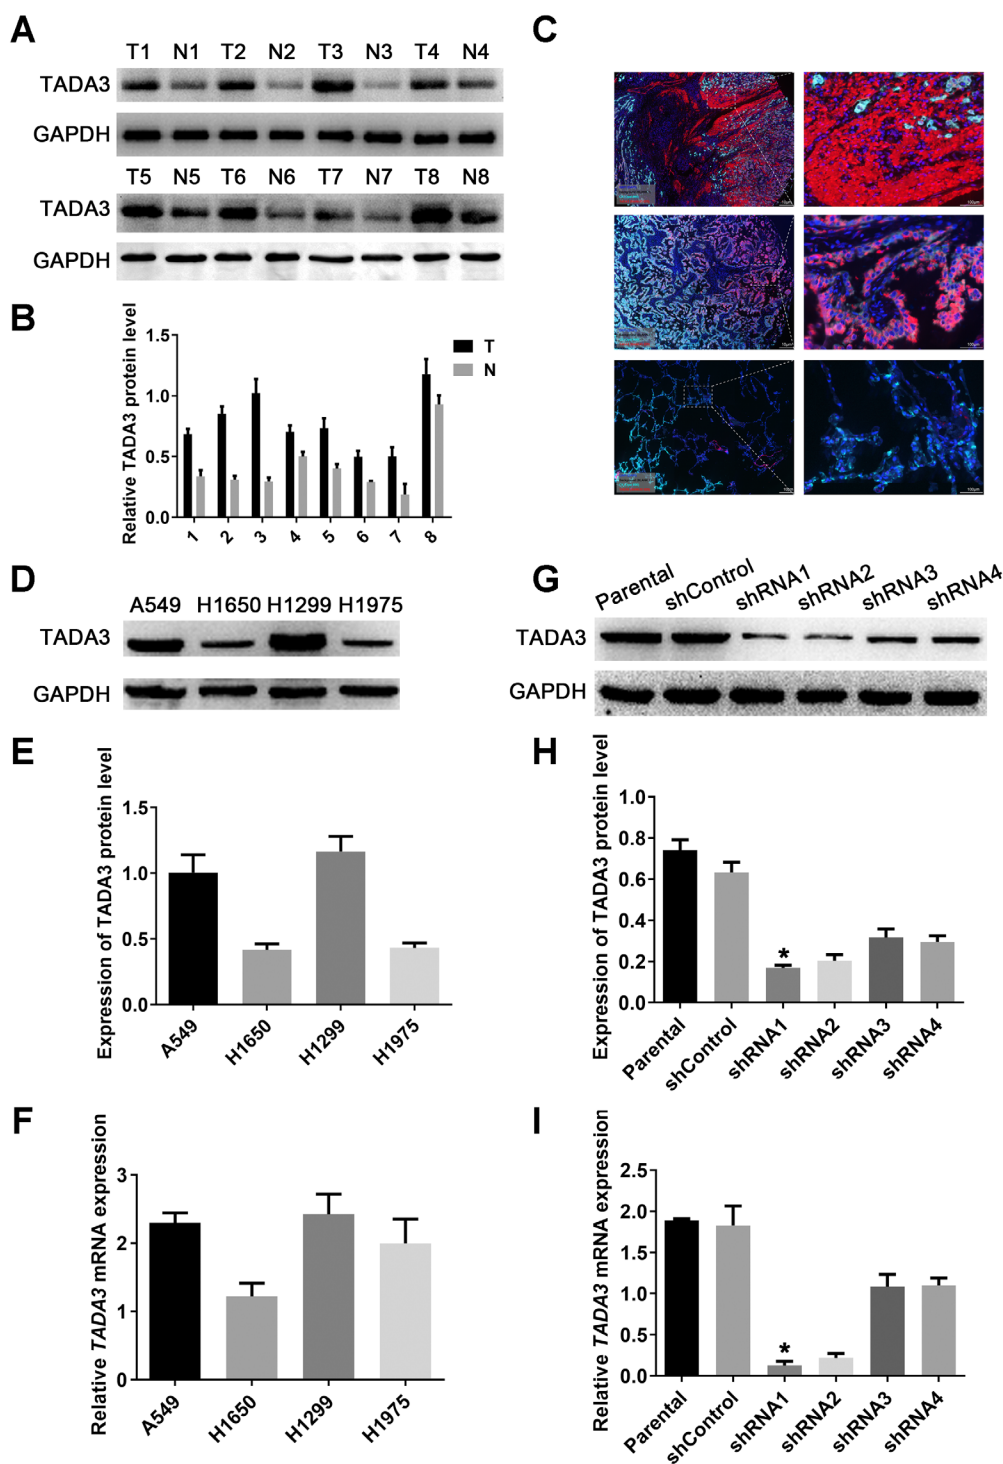 A
T1 N1 T2 N2 T3 N3 T4 N4
TADA3
GAPDH
T5 N5 T6 N6 T7 N7 T8 N8
TADA3
GAPDH
B
Relative TADA3 protein level
1.5
1.0
0.5
0.0
1 2 3 4 5 6 7 8
T
N
C
D
A549 H1650 H1299 H1975
TADA3
GAPDH
E
Expression of TADA3 protein level
1.5
1.0
0.5
0.0
A549 H1650 H1299 H1975
F
Relative TADA3 mRNA expression
3
2
1
0
A549 H1650 H1299 H1975
G
Parental shControl shRNA1 shRNA2 shRNA3 shRNA4
TADA3
GAPDH
H
Expression of TADA3 protein level
1.0
0.8
0.6
0.4
0.2
0.0
*
Parental shControl shRNA1 shRNA2 shRNA3 shRNA4
I
Relative TADA3 mRNA expression
2.5
2.0
1.5
1.0
0.5
0.0
*
Parental shControl shRNA1 shRNA2 shRNA3 shRNA4